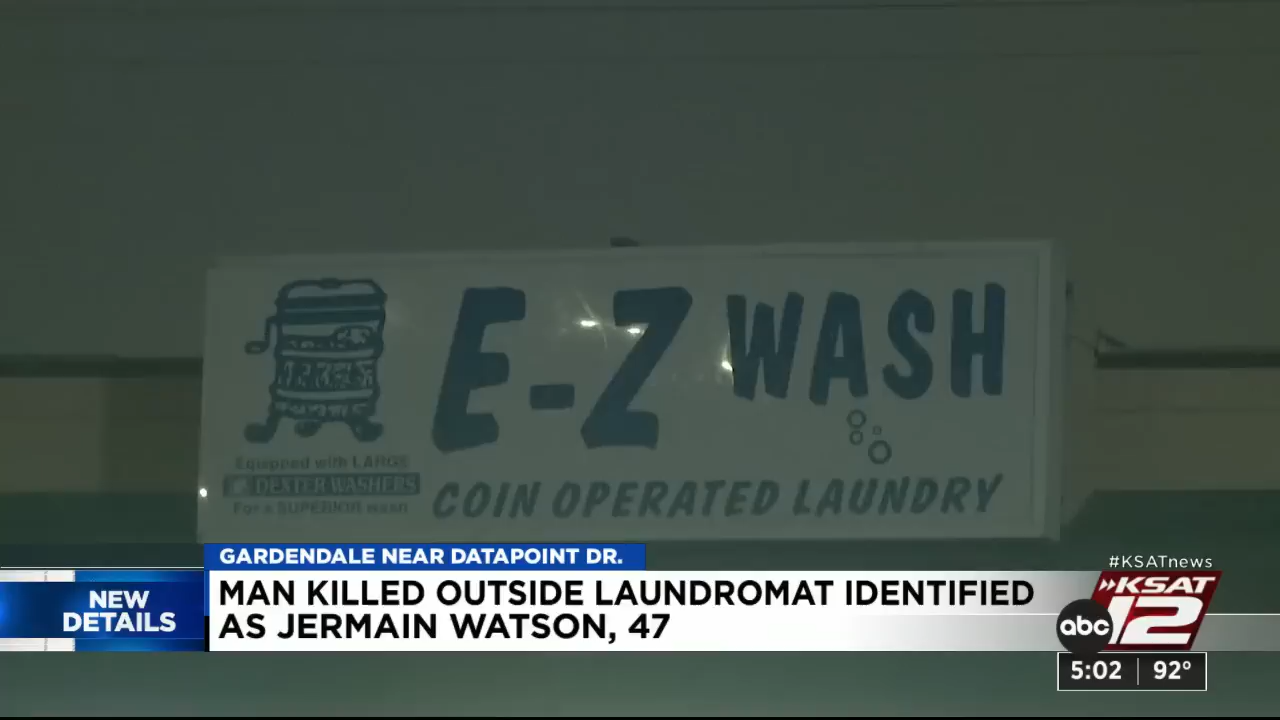 E-Z WASH
Equipped with LARGE
DEXTER WASHERS
For a SUPERIOR wash
COIN OPERATED LAUNDRY
GARDENDALE NEAR DATAPOINT DR.
NEW DETAILS
MAN KILLED OUTSIDE LAUNDROMAT IDENTIFIED
AS JERMAIN WATSON, 47
#KSATnews
KSAT
abc 12
5:02 92°